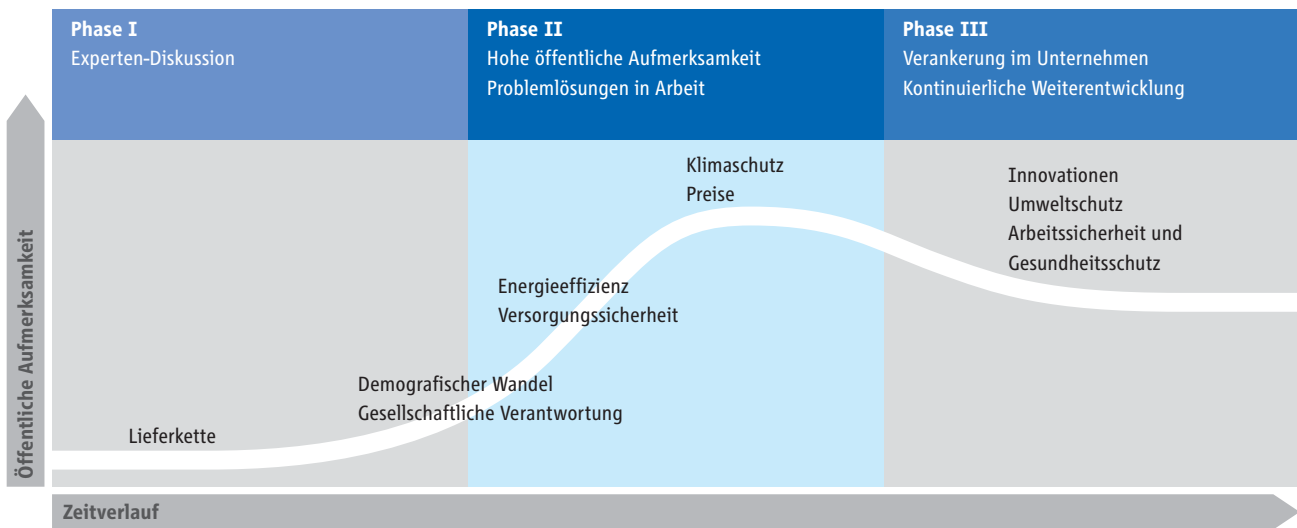 Phase I
Experten-Diskussion
Phase II
Hohe öffentliche Aufmerksamkeit
Problemlösungen in Arbeit
Phase III
Verankerung im Unternehmen
Kontinuierliche Weiterentwicklung
Öffentliche Aufmerksamkeit
Klimaschutz
Preise
Innovationen
Umweltschutz
Arbeitssicherheit und
Gesundheitsschutz
Energieeffizienz
Versorgungssicherheit
Demografischer Wandel
Gesellschaftliche Verantwortung
Lieferkette
Zeitverlauf